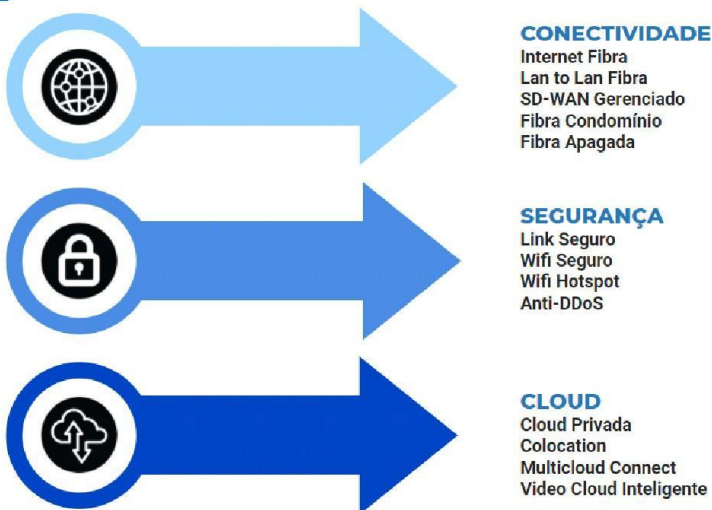 CONECTIVIDADE
Internet Fibra
Lan to Lan Fibra
SD-WAN Gerenciado
Fibra Condomínio
Fibra Apagada
SEGURANÇA
Link Seguro
Wifi Seguro
Wifi Hotspot
Anti-DDoS
CLOUD
Cloud Privada
Colocation
Multicloud Connect
Video Cloud Inteligente